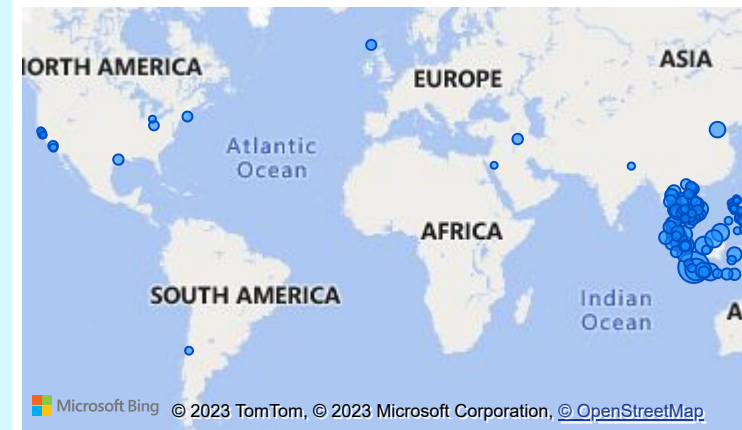 IORTH AMERICA
EUROPE
ASIA
Atlantic
Ocean
AFRICA
SOUTH AMERICA
Indian
Ocean
A
Microsoft Bing
© 2023 TomTom, © 2023 Microsoft Corporation, © OpenStreetMap